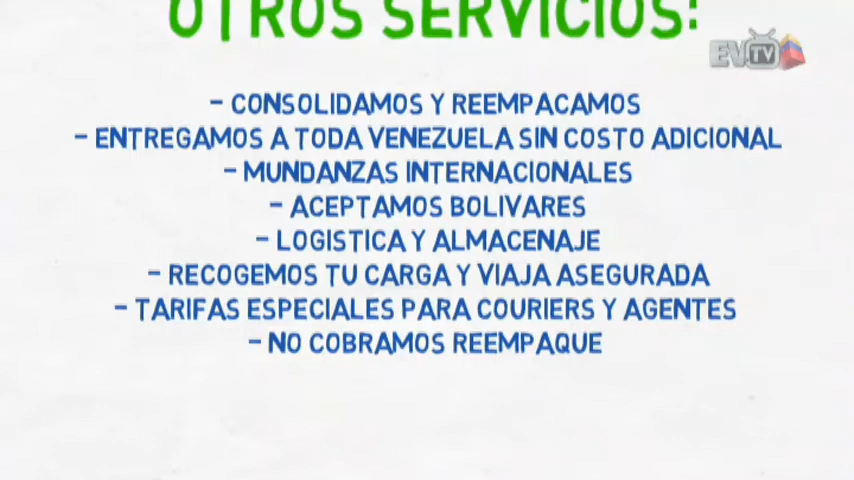 OTROS SERVICIOS:
EVTV
- CONSOLIDAMOS Y REEMPACAMOS
- ENTREGAMOS A TODA VENEZUELA SIN COSTO ADICIONAL
- MUNDANZAS INTERNACIONALES
- ACEPTAMOS BOLIVARES
- LOGISTICA Y ALMACENAJE
- RECOGEMOS TU CARGA Y VIAJA ASEGURADA
- TARIFAS ESPECIALES PARA COURIERS Y AGENTES
- NO COBRAMOS REEMPAQUE